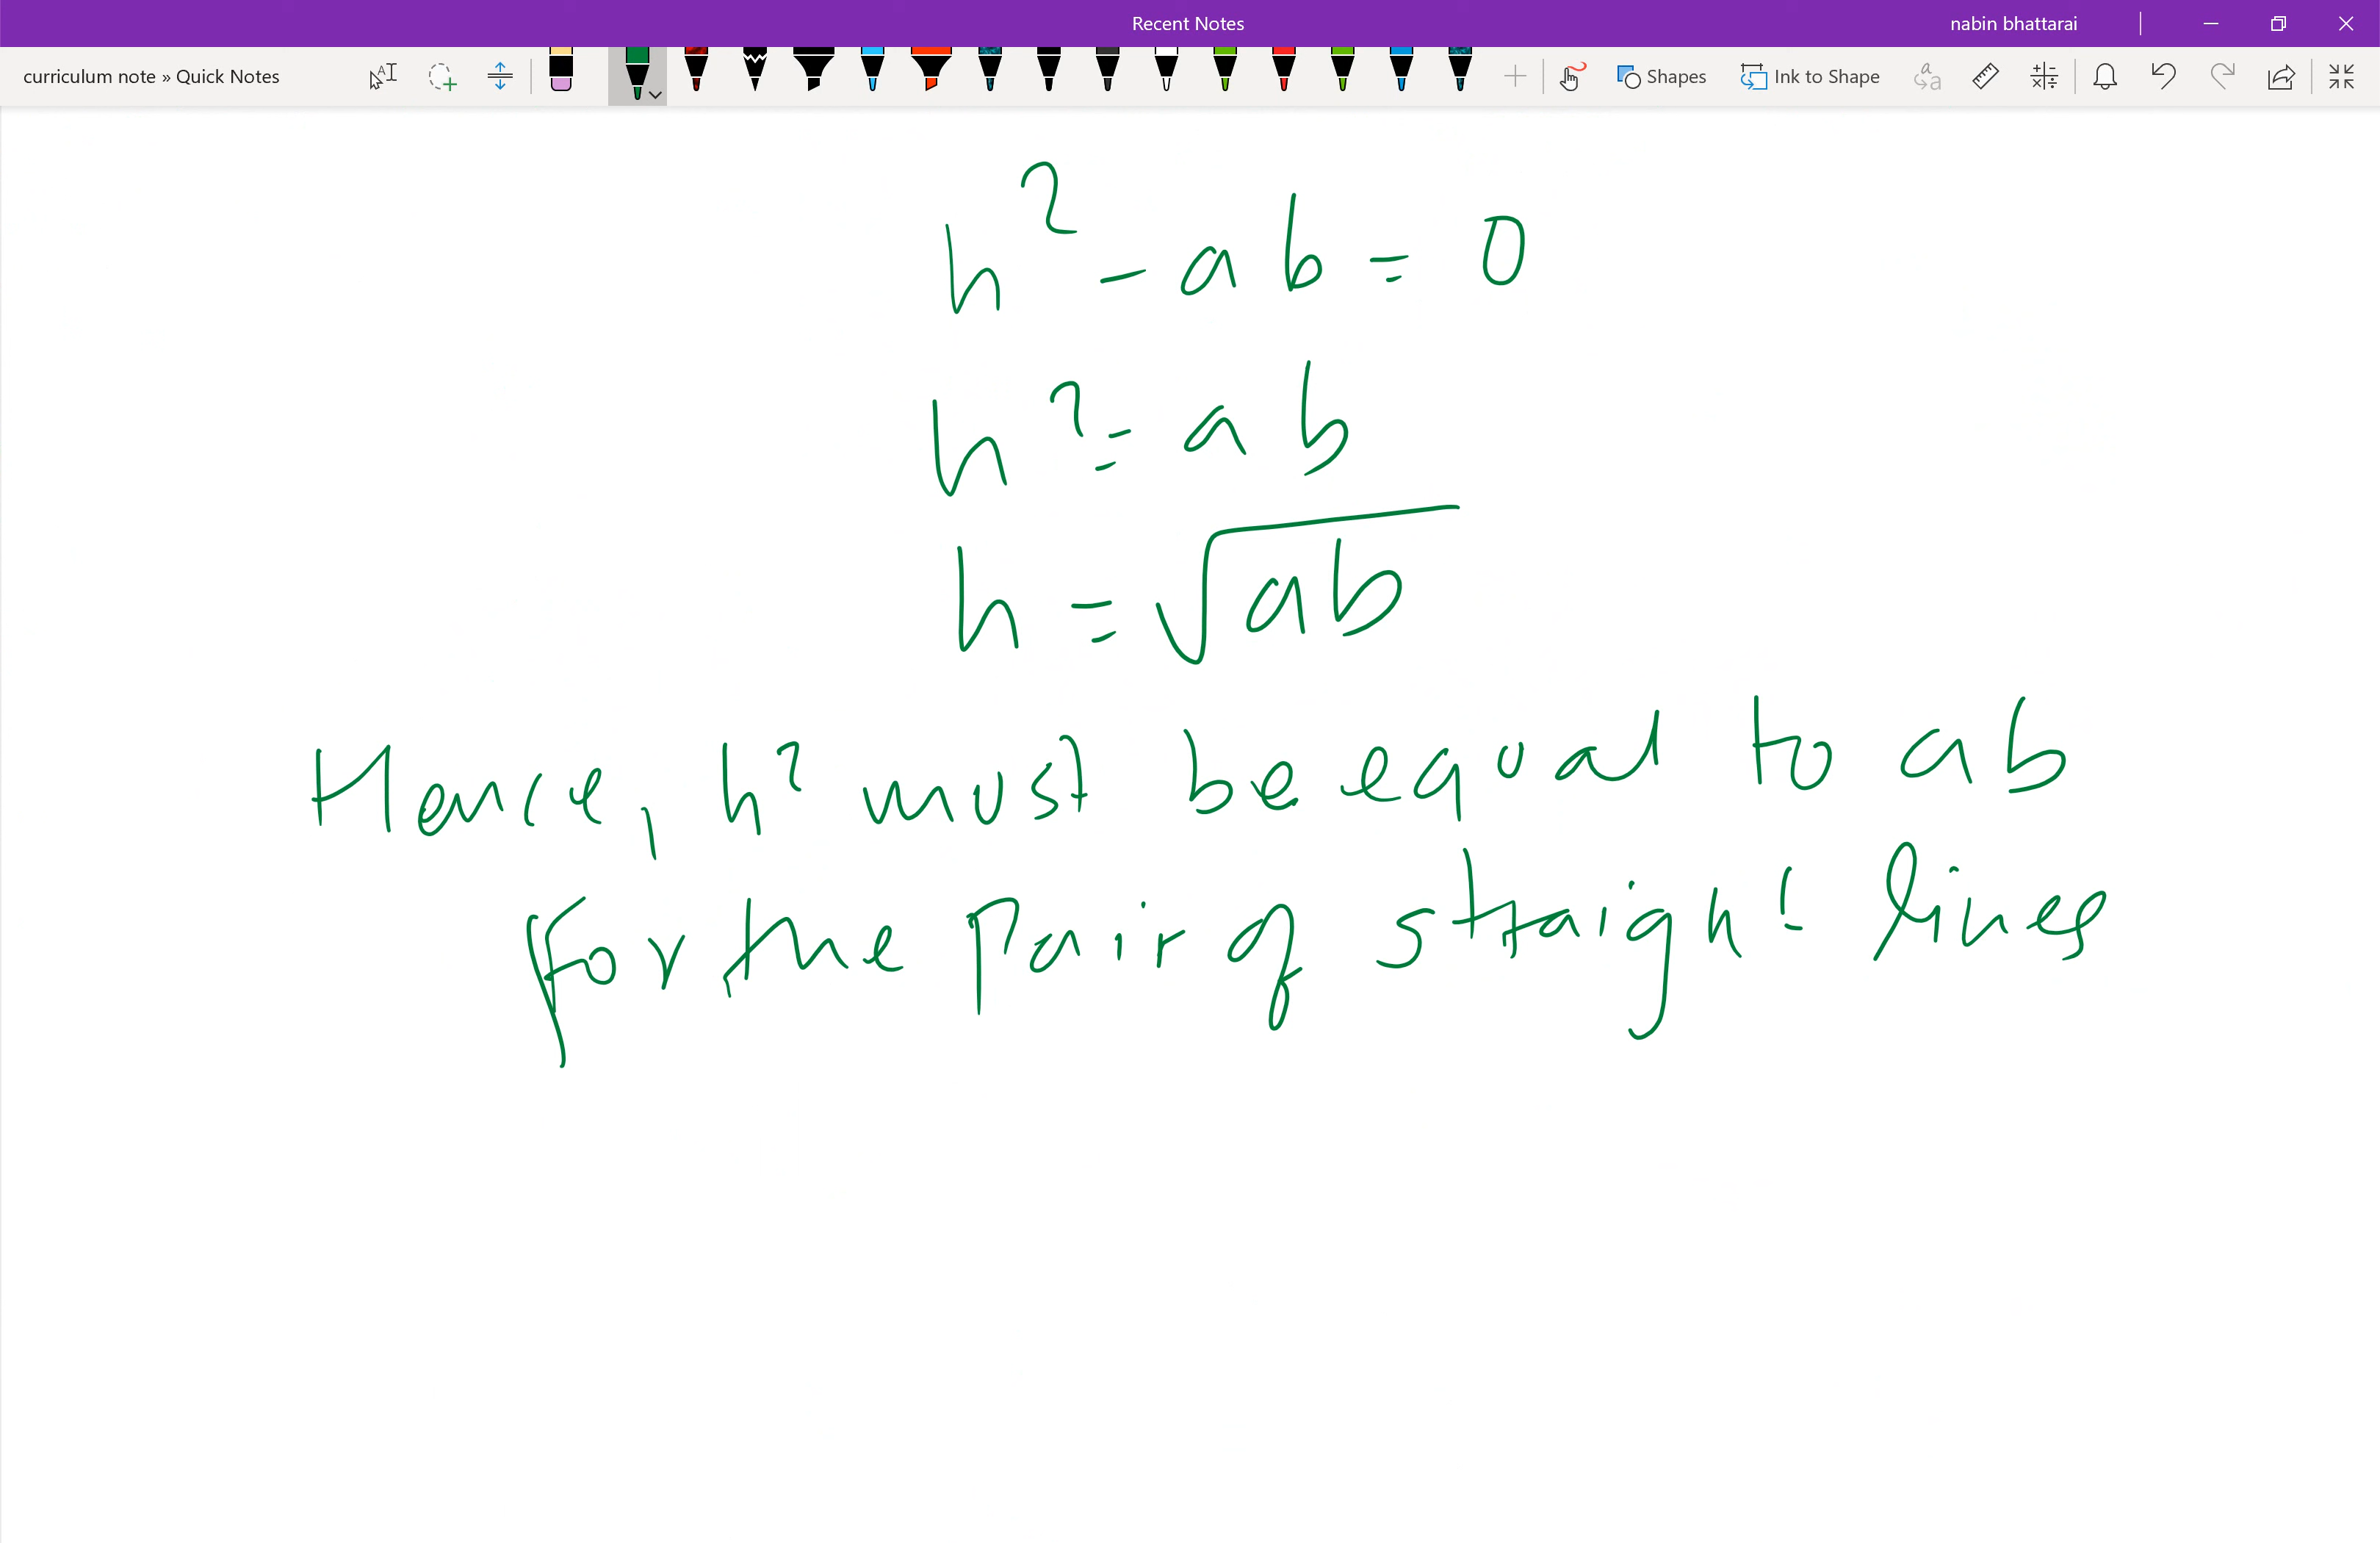 Recent Notes nabin bhattarai
curriculum note » Quick Notes Shapes Ink to Shape
h² - ab = 0
h² = ab
h = √ab
Hence, h² must be equal to ab
For the Pair of straight lines